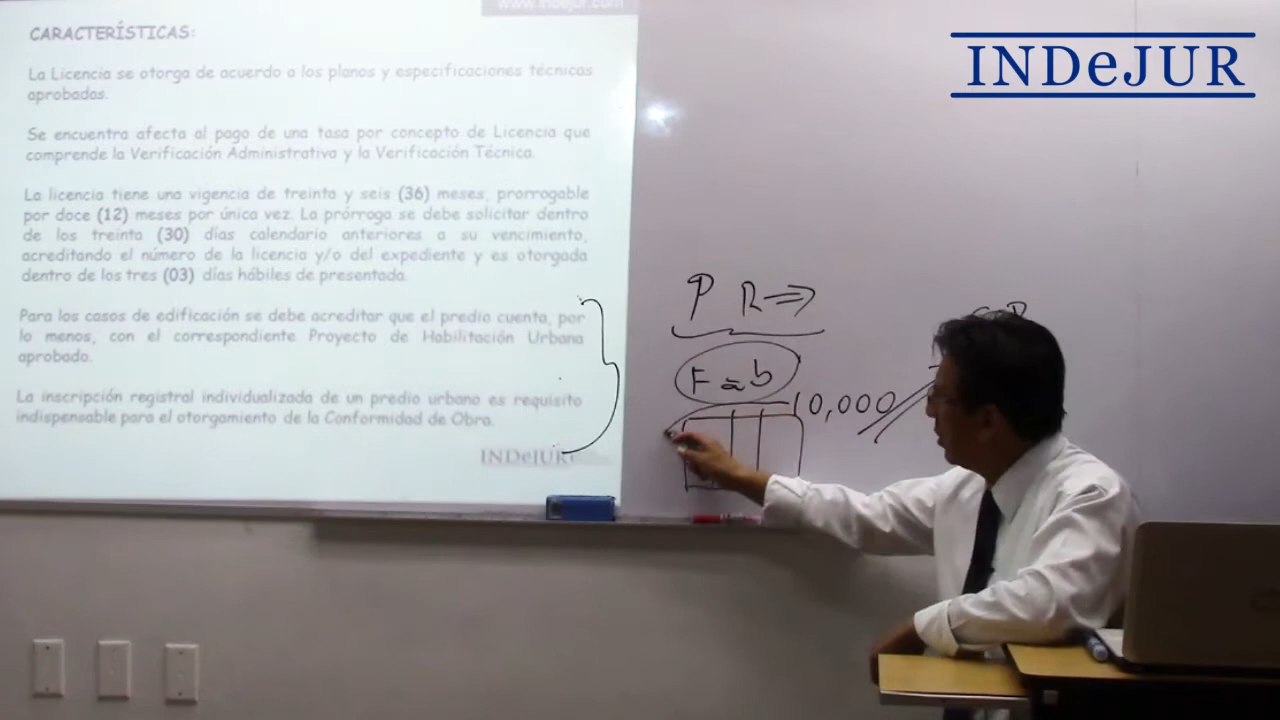 www.indejur.com
CARACTERÍSTICAS:
La Licencia se otorga de acuerdo a los planos y especificaciones técnicas
aprobadas.
Se encuentra afecta al pago de una tasa por concepto de Licencia que
comprende la Verificación Administrativa y la Verificación Técnica.
La licencia tiene una vigencia de treinta y seis (36) meses, prorrogable
por doce (12) meses por única vez. La prórroga se debe solicitar dentro
de los treinta (30) días calendario anteriores a su vencimiento,
acreditando el número de la licencia y/o del expediente y es otorgada
dentro de los tres (03) días hábiles de presentada.
Para los casos de edificación se debe acreditar que el predio cuenta, por
lo menos, con el correspondiente Proyecto de Habilitación Urbana
aprobado.
La inscripción registral individualizada de un predio urbano es requisito
indispensable para el otorgamiento de la Conformidad de Obra.
INDeJUR
INDeJUR
P R
F a b
10,000